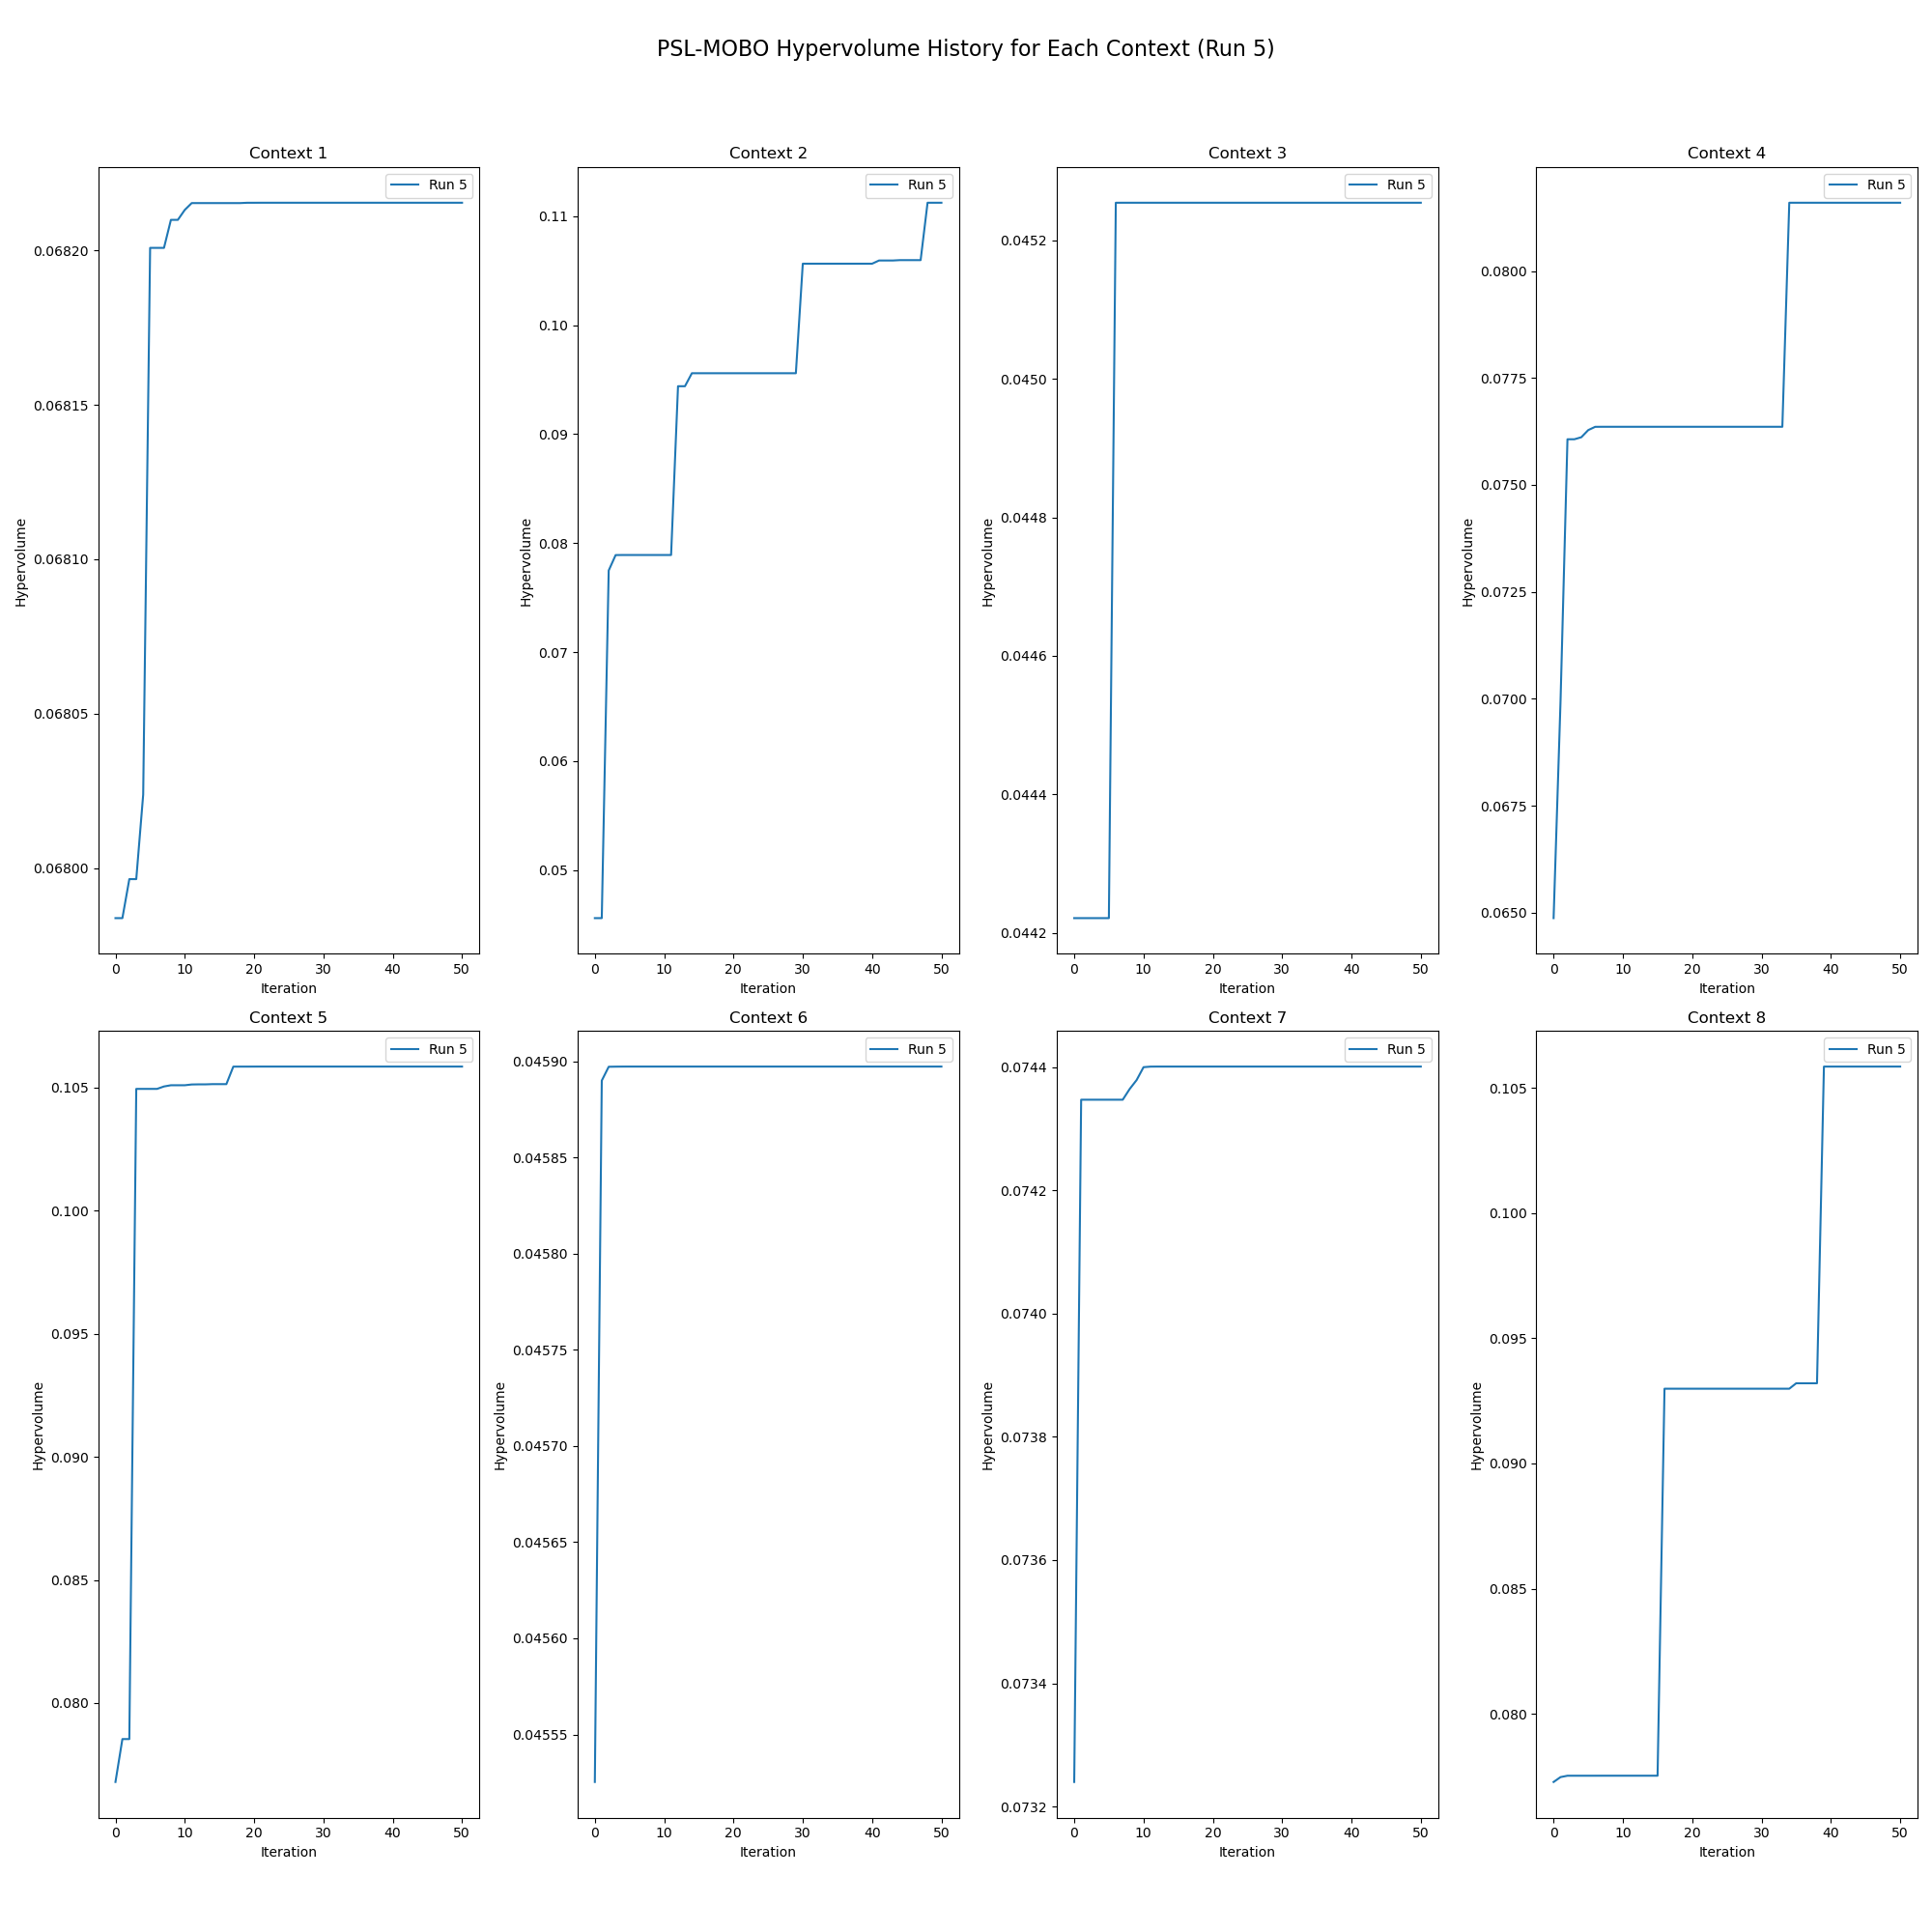 PSL-MOBO Hypervolume History for Each Context (Run 5)
Context 1
Run 5
0.06820
0.06815
0.06810
0.06805
0.06800
Hypervolume
0 10 20 30 40 50
Iteration
Context 2
Run 5
0.11
0.10
0.09
0.08
0.07
0.06
0.05
Hypervolume
0 10 20 30 40 50
Iteration
Context 3
Run 5
0.0452
0.0450
0.0448
0.0446
0.0444
0.0442
Hypervolume
0 10 20 30 40 50
Iteration
Context 4
Run 5
0.0800
0.0775
0.0750
0.0725
0.0700
0.0675
0.0650
Hypervolume
0 10 20 30 40 50
Iteration
Context 5
Run 5
0.105
0.100
0.095
0.090
0.085
0.080
Hypervolume
0 10 20 30 40 50
Iteration
Context 6
Run 5
0.04590
0.04585
0.04580
0.04575
0.04570
0.04565
0.04560
0.04555
Hypervolume
0 10 20 30 40 50
Iteration
Context 7
Run 5
0.0744
0.0742
0.0740
0.0738
0.0736
0.0734
0.0732
Hypervolume
0 10 20 30 40 50
Iteration
Context 8
Run 5
0.105
0.100
0.095
0.090
0.085
0.080
Hypervolume
0 10 20 30 40 50
Iteration